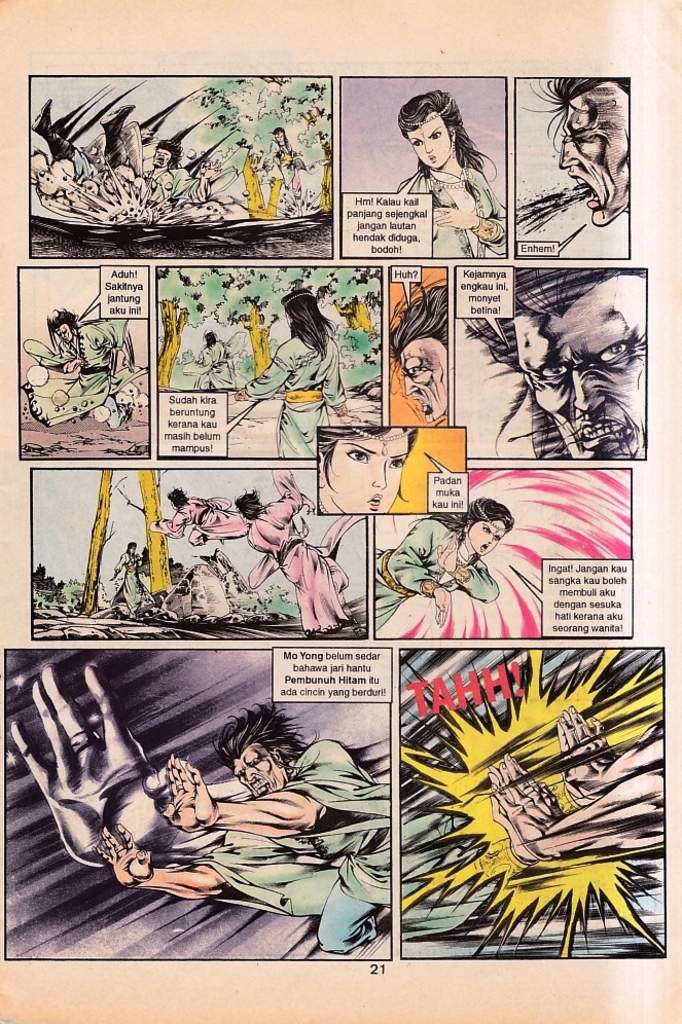 Hm! Kalau kail
panjang sejengkal
jangan lautan
hendak diduga,
bodoh!
Enhem!
Aduh!
Sakitnya
jantung
aku ini!
Sudah kira
beruntung
kerana kau
masih belum
mampus!
Huh?
Kejamnya
engkau ini,
monyet
betina!
Padan
muka
kau ini!
Ingat! Jangan kau
sangka kau boleh
membuli aku
dengan sesuka
hati kerana aku
seorang wanita!
Mo Yong belum sedar
bahawa jari hantu
Pembunuh Hitam itu
ada cincin yang berduri!
TAHH!
21